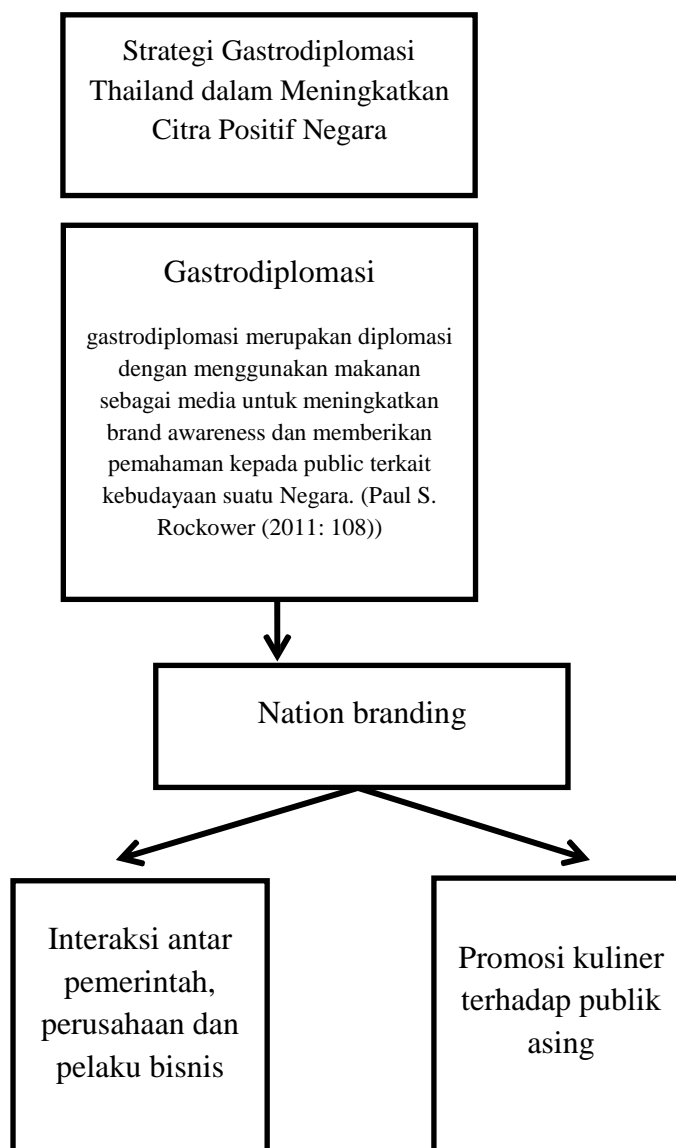 Strategi Gastrodiplomasi
Thailand dalam Meningkatkan
Citra Positif Negara
Gastrodiplomasi
gastrodiplomasi merupakan diplomasi
dengan menggunakan makanan
sebagai media untuk meningkatkan
brand awareness dan memberikan
pemahaman kepada public terkait
kebudayaan suatu Negara. (Paul S.
Rockower (2011: 108))
Nation branding
Interaksi antar
pemerintah,
perusahaan dan
pelaku bisnis
Promosi kuliner
terhadap publik
asing